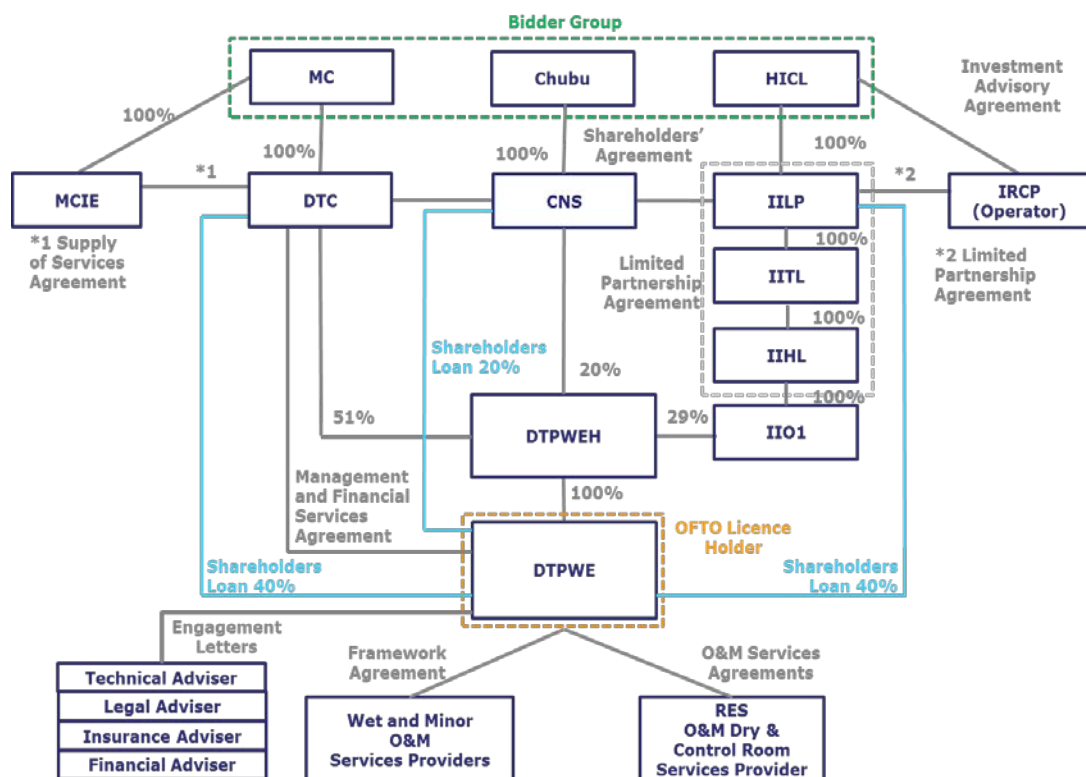 Bidder Group
MC
Chubu
HICL
Investment
Advisory
Agreement
100%
100%
100%
Shareholders'
Agreement
100%
MCIE
*1
DTC
CNS
IILP
*2
IRCP
(Operator)
*1 Supply
of Services
Agreement
100%
Limited
Partnership
Agreement
IITL
*2 Limited
Partnership
Agreement
100%
IIHL
Shareholders
Loan 20%
20%
100%
51%
DTPWEH
29%
IIO1
Management
and Financial
Services
Agreement
100%
OFTO Licence
Holder
DTPWE
Shareholders
Loan 40%
Shareholders
Loan 40%
Engagement
Letters
Framework
Agreement
O&M Services
Agreements
Technical Adviser
Legal Adviser
Insurance Adviser
Financial Adviser
Wet and Minor
O&M
Services Providers
RES
O&M Dry &
Control Room
Services Provider